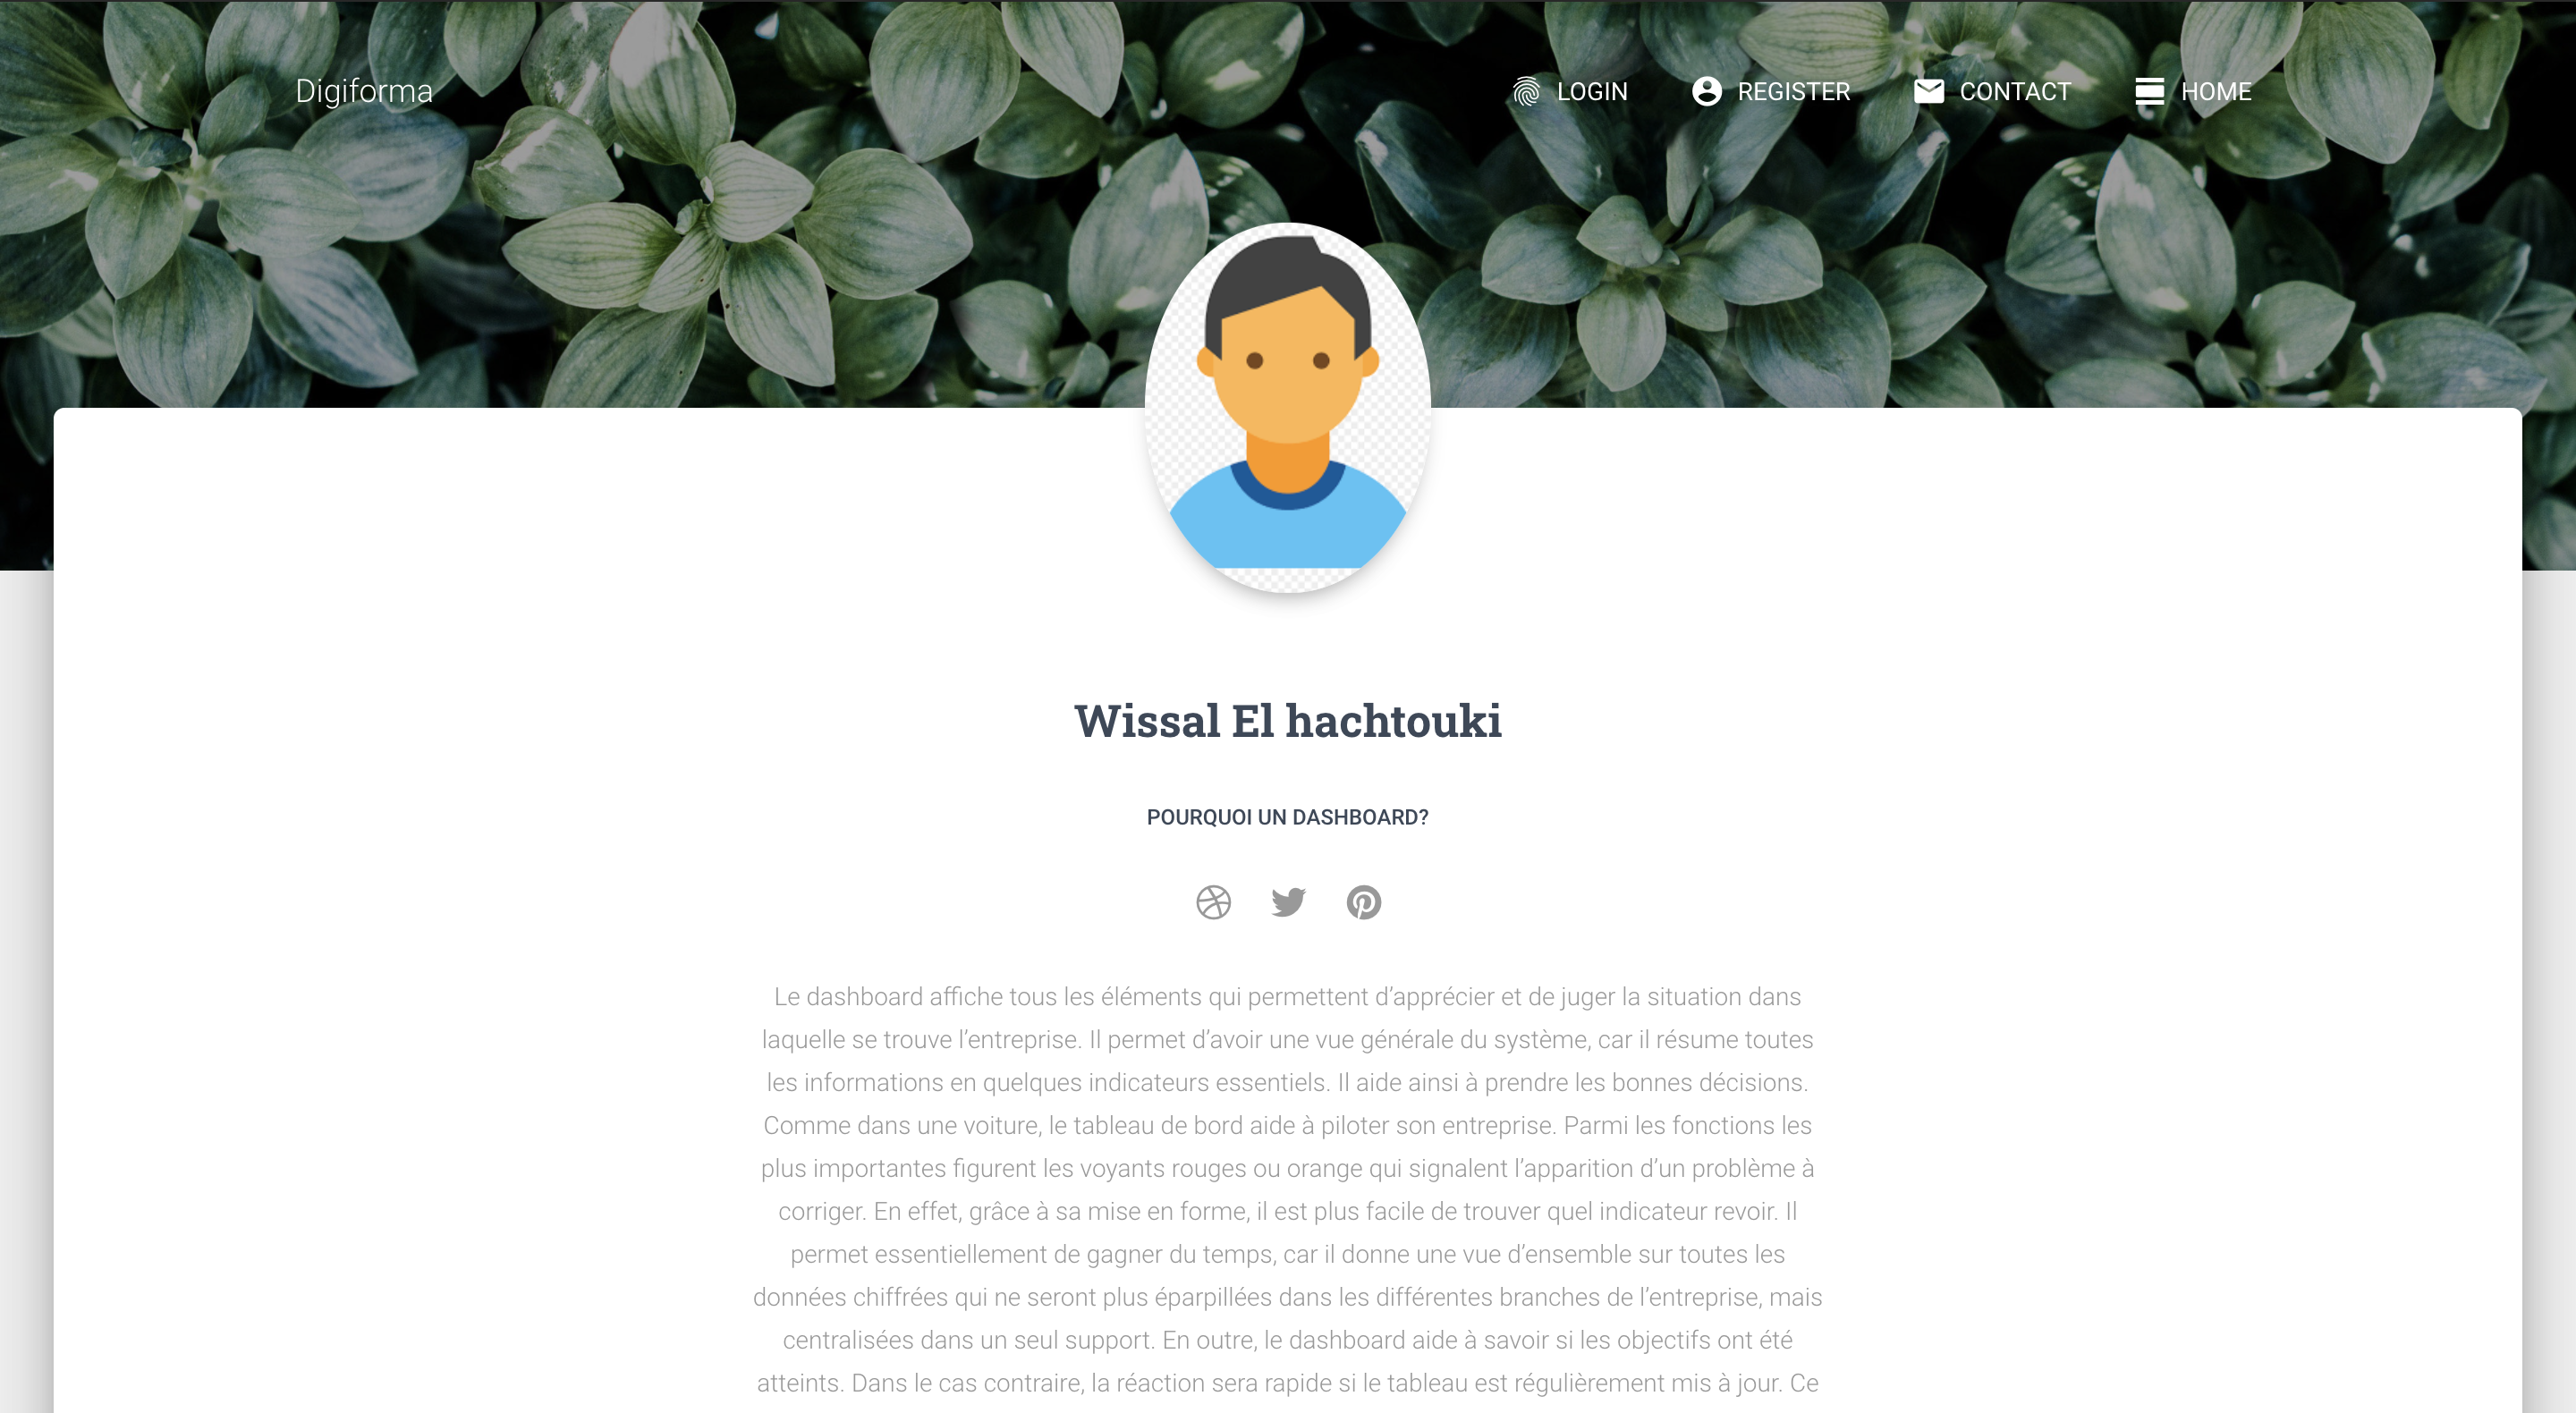 Digiforma
LOGIN
REGISTER
CONTACT
HOME
Wissal El hachtouki
POURQUOI UN DASHBOARD?
Le dashboard affiche tous les éléments qui permettent d’apprécier et de juger la situation dans
laquelle se trouve l’entreprise. Il permet d’avoir une vue générale du système, car il résume toutes
les informations en quelques indicateurs essentiels. Il aide ainsi à prendre les bonnes décisions.
Comme dans une voiture, le tableau de bord aide à piloter son entreprise. Parmi les fonctions les
plus importantes figurent les voyants rouges ou orange qui signalent l’apparition d’un problème à
corriger. En effet, grâce à sa mise en forme, il est plus facile de trouver quel indicateur revoir. Il
permet essentiellement de gagner du temps, car il donne une vue d’ensemble sur toutes les
données chiffrées qui ne seront plus éparpillées dans les différentes branches de l’entreprise, mais
centralisées dans un seul support. En outre, le dashboard aide à savoir si les objectifs ont été
atteints. Dans le cas contraire, la réaction sera rapide si le tableau est régulièrement mis à jour. Ce